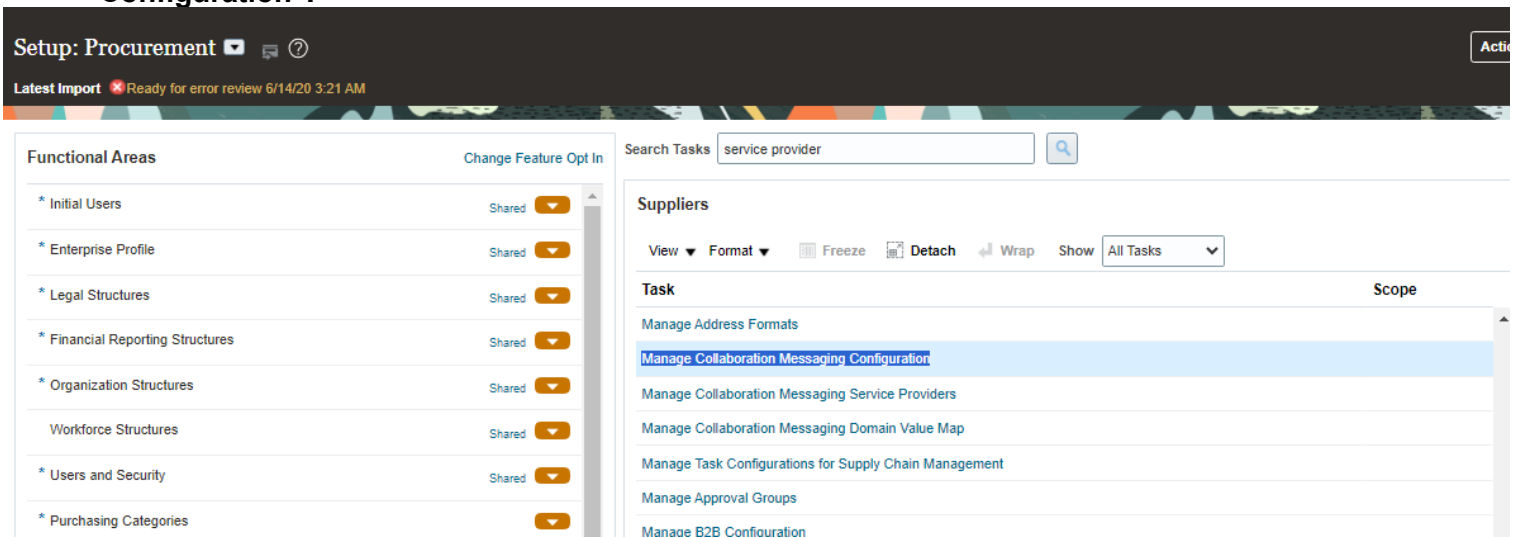 Configuration".
Setup: Procurement
Actio
Latest Import Ready for error review 6/14/20 3:21 AM
Functional Areas
Change Feature Opt In
Search Tasks service provider
* Initial Users Shared
* Enterprise Profile Shared
* Legal Structures Shared
* Financial Reporting Structures Shared
* Organization Structures Shared
Workforce Structures Shared
* Users and Security Shared
* Purchasing Categories
Suppliers
View Format Freeze Detach Wrap Show All Tasks
Task Scope
Manage Address Formats
Manage Collaboration Messaging Configuration
Manage Collaboration Messaging Service Providers
Manage Collaboration Messaging Domain Value Map
Manage Task Configurations for Supply Chain Management
Manage Approval Groups
Manage B2B Configuration